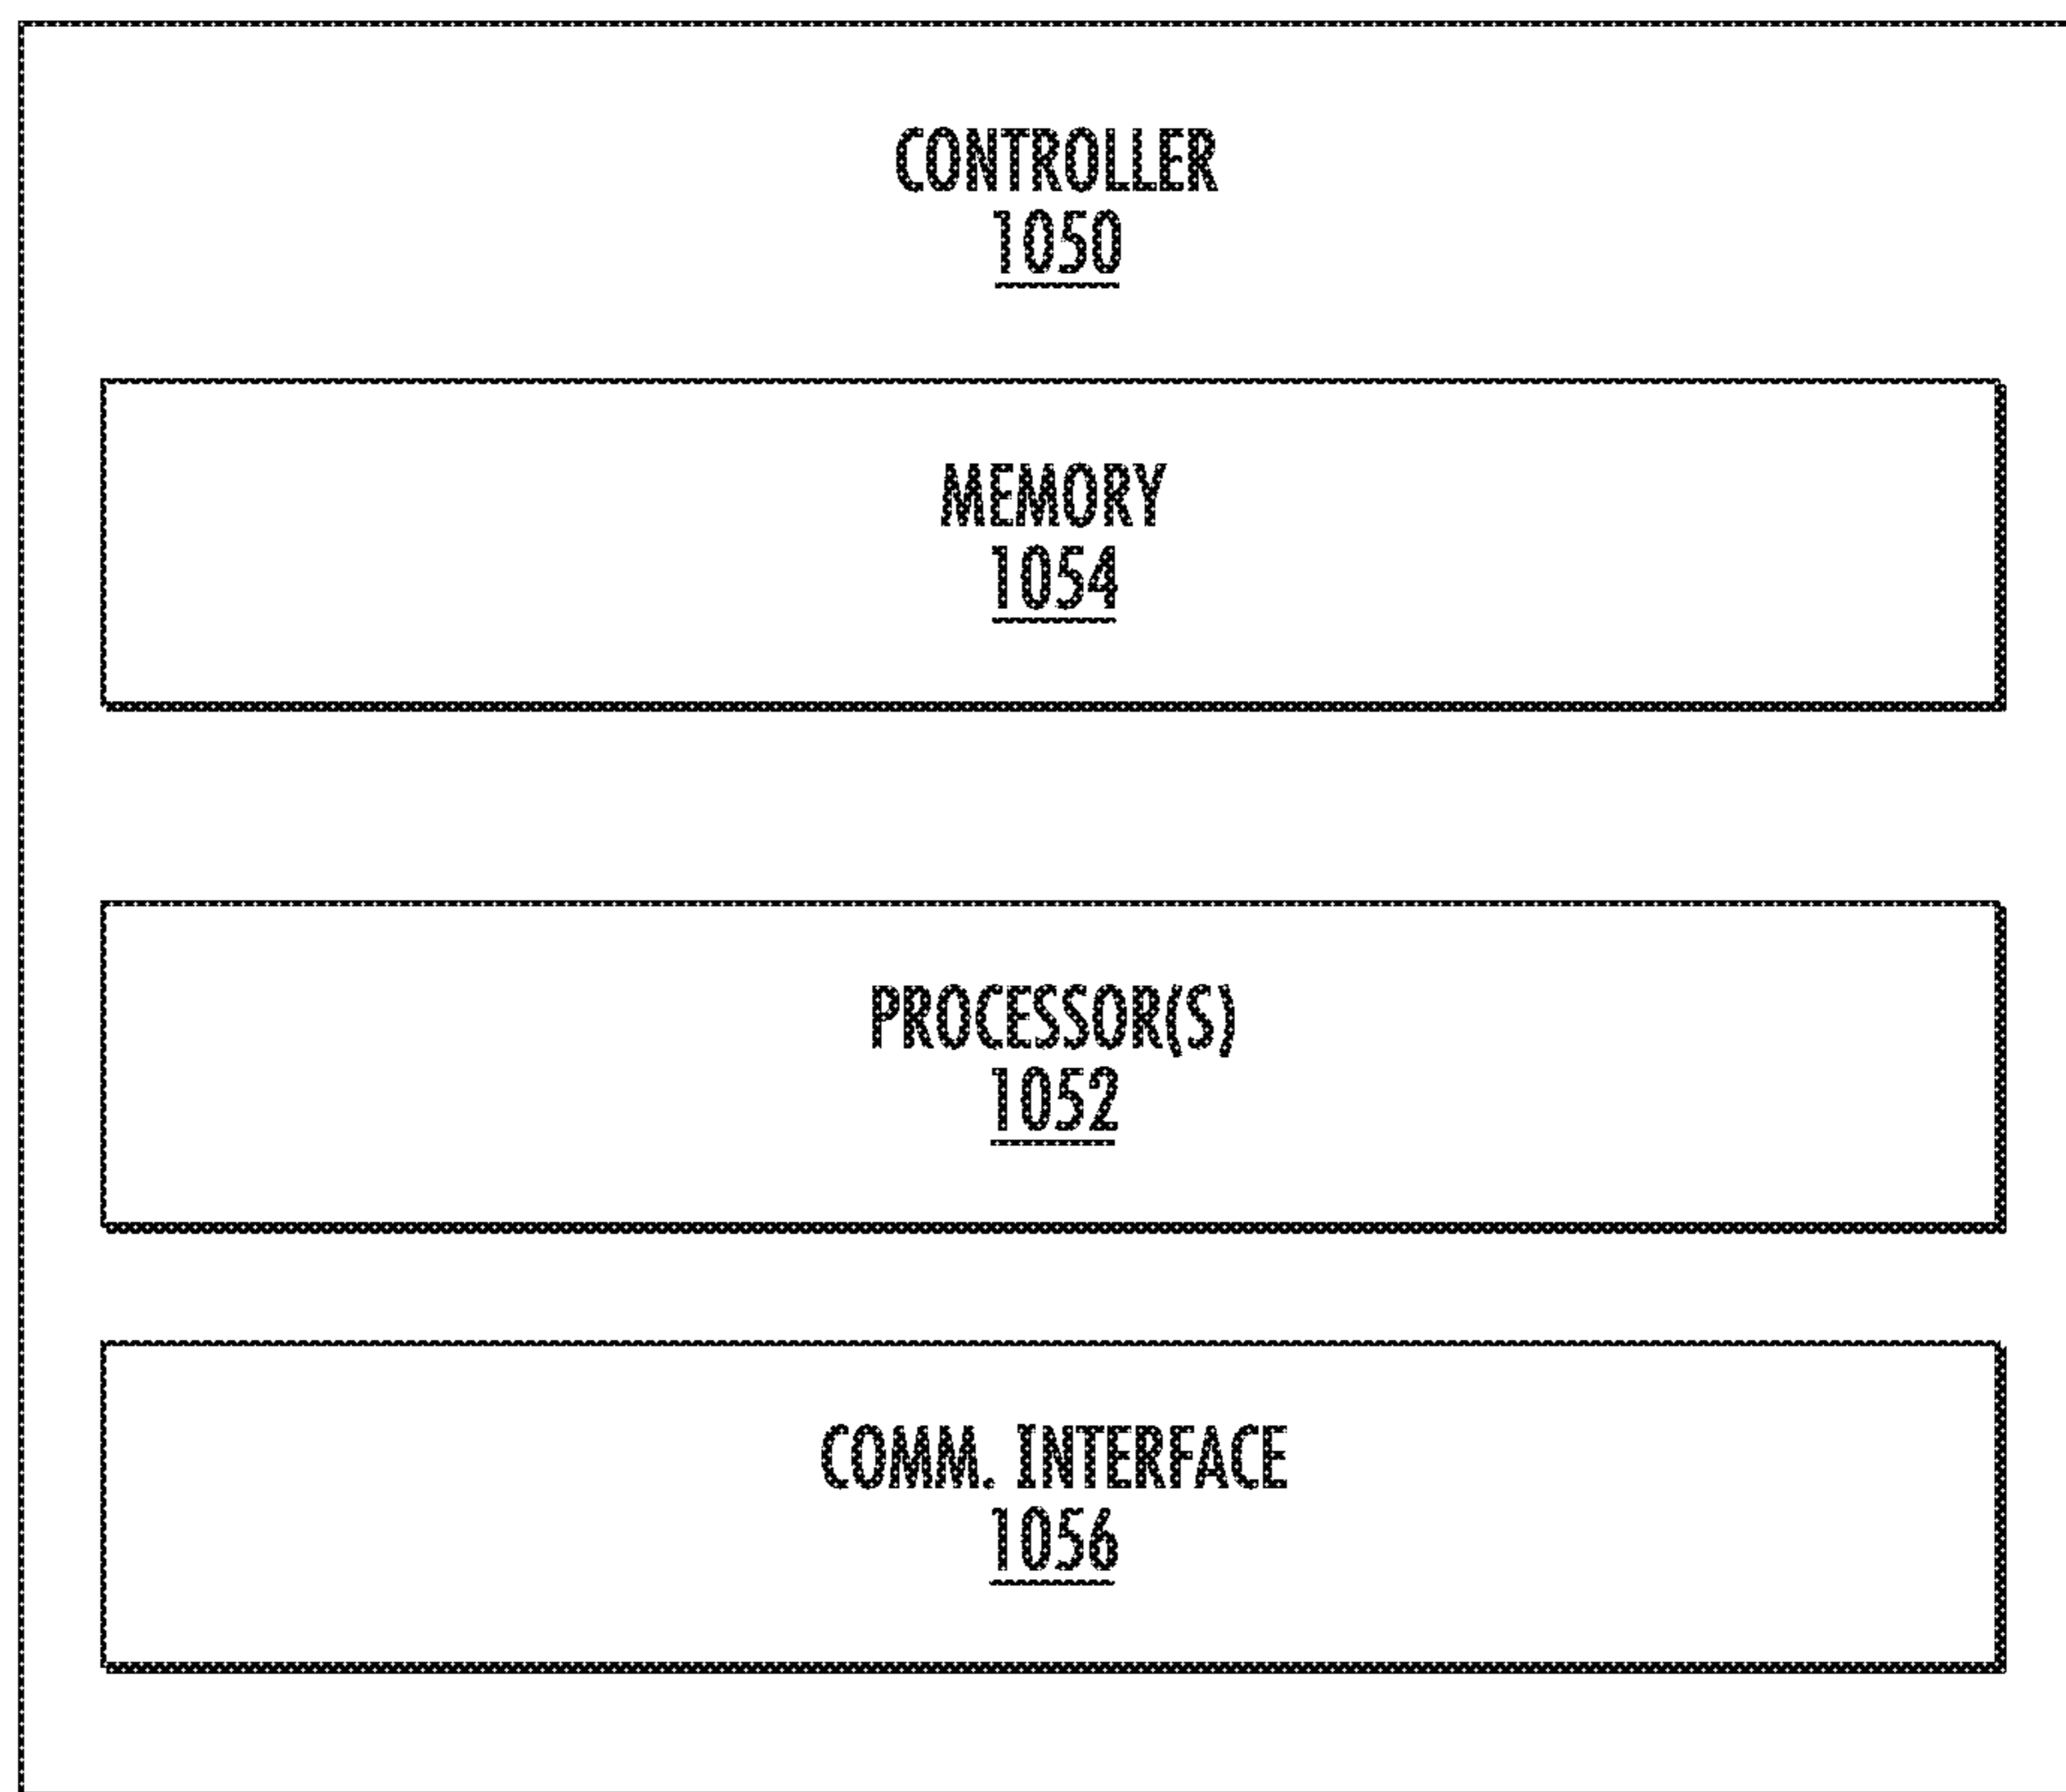 CONTROLLER
1050
MEMORY
1054
PROCESSOR(S)
1052
COMM. INTERFACE
1056